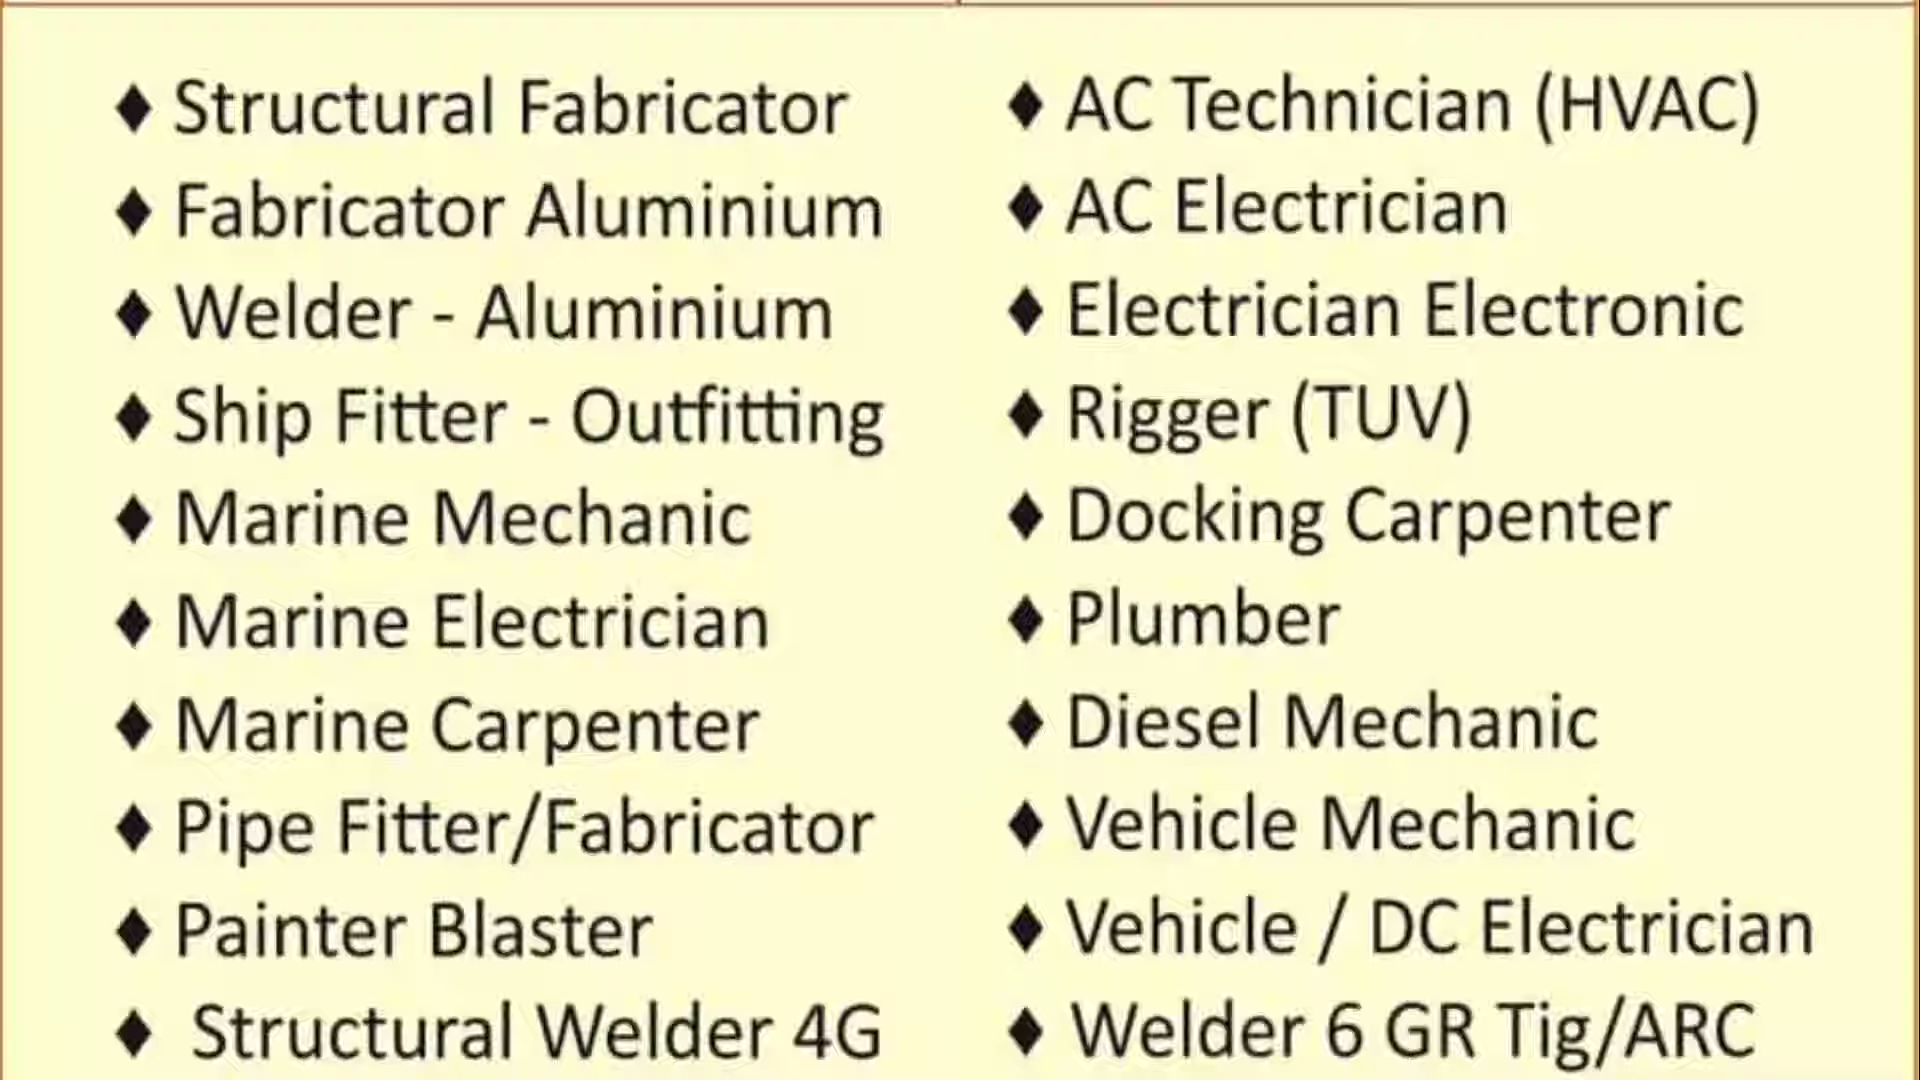 ♦ Structural Fabricator
♦ Fabricator Aluminium
♦ Welder - Aluminium
♦ Ship Fitter - Outfitting
♦ Marine Mechanic
♦ Marine Electrician
♦ Marine Carpenter
♦ Pipe Fitter/Fabricator
♦ Painter Blaster
♦ Structural Welder 4G
♦ AC Technician (HVAC)
♦ AC Electrician
♦ Electrician Electronic
♦ Rigger (TUV)
♦ Docking Carpenter
♦ Plumber
♦ Diesel Mechanic
♦ Vehicle Mechanic
♦ Vehicle / DC Electrician
♦ Welder 6 GR Tig/ARC